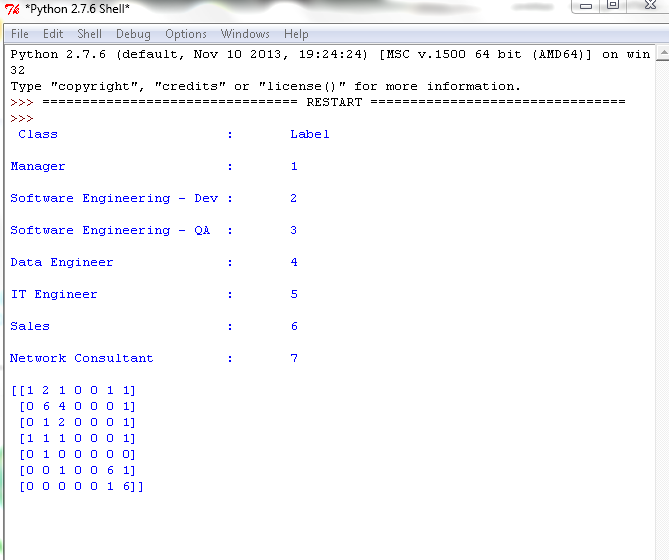 *Python 2.7.6 Shell*
File Edit Shell Debug Options Windows Help
Python 2.7.6 (default, Nov 10 2013, 19:24:24) [MSC v.1500 64 bit (AMD64)] on win
32
Type "copyright", "credits" or "license()" for more information.
>>> ================================ RESTART ================================
>>>
Class : Label
Manager : 1
Software Engineering - Dev : 2
Software Engineering - QA : 3
Data Engineer : 4
IT Engineer : 5
Sales : 6
Network Consultant : 7
[[1 2 1 0 0 1 1]
[0 6 4 0 0 0 1]
[0 1 2 0 0 0 1]
[1 1 1 0 0 0 1]
[0 1 0 0 0 0 0]
[0 0 1 0 0 6 1]
[0 0 0 0 0 1 6]]